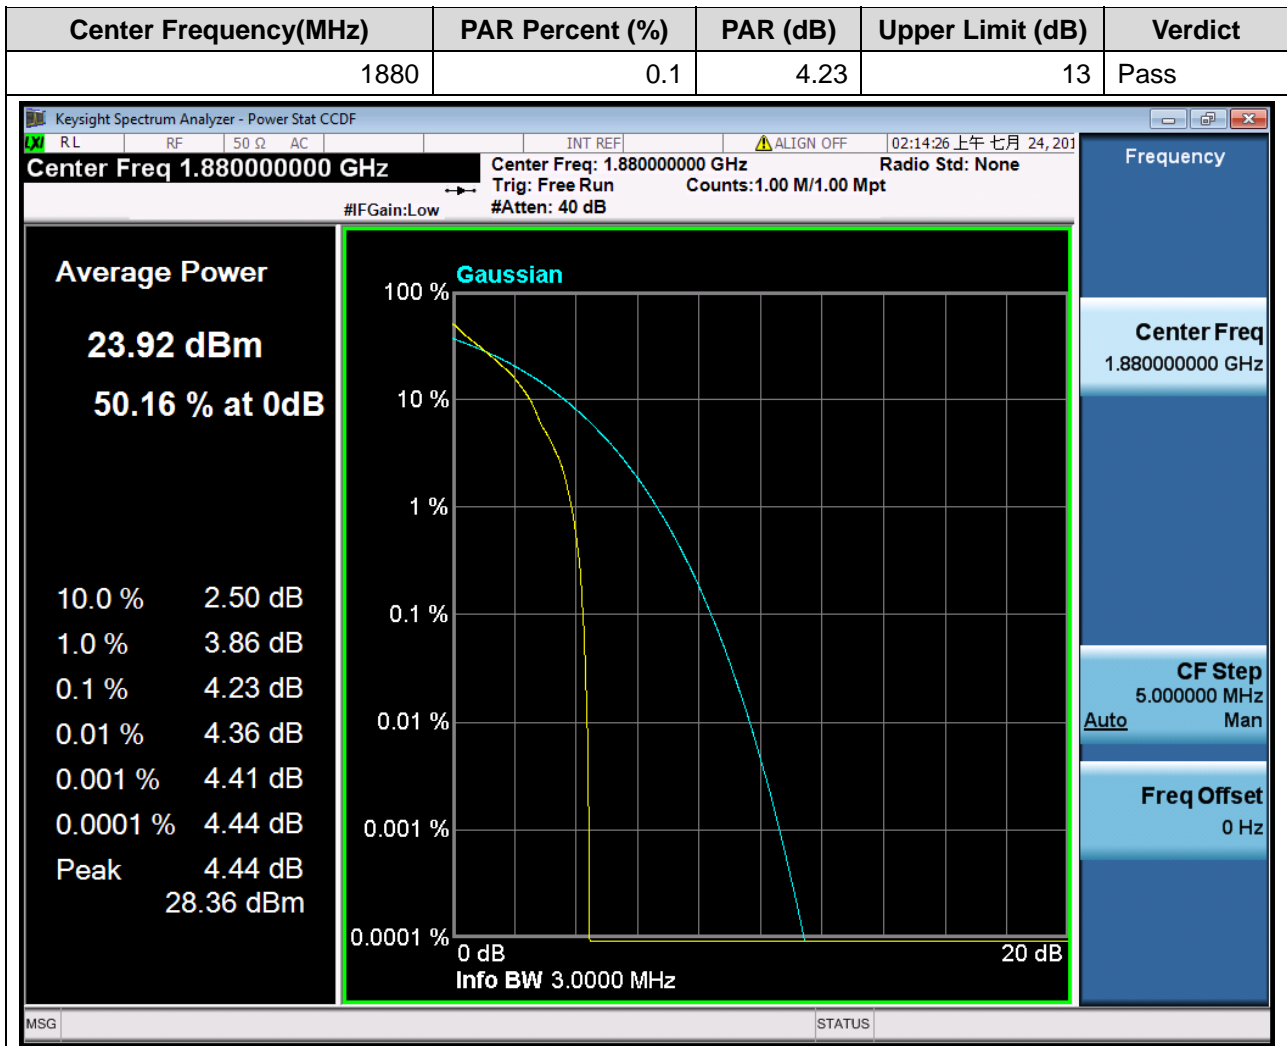 Center Frequency(MHz) PAR Percent (%) PAR (dB) Upper Limit (dB) Verdict
1880 0.1 4.23 13 Pass
Keysight Spectrum Analyzer - Power Stat CCDF
LXI RL RF 50 Ω AC INT REF ALIGN OFF 02:14:26 上午 七月 24, 201
Center Freq 1.880000000 GHz
Center Freq: 1.880000000 GHz Radio Std: None
Trig: Free Run Counts:1.00 M/1.00 Mpt
#IFGain:Low #Atten: 40 dB
Average Power
23.92 dBm
50.16 % at 0dB
10.0 % 2.50 dB
1.0 % 3.86 dB
0.1 % 4.23 dB
0.01 % 4.36 dB
0.001 % 4.41 dB
0.0001 % 4.44 dB
Peak 4.44 dB
28.36 dBm
Gaussian
100 %
10 %
1 %
0.1 %
0.01 %
0.001 %
0.0001 %
0 dB 20 dB
Info BW 3.0000 MHz
Frequency
Center Freq
1.880000000 GHz
CF Step
5.000000 MHz
Auto Man
Freq Offset
0 Hz
MSG STATUS